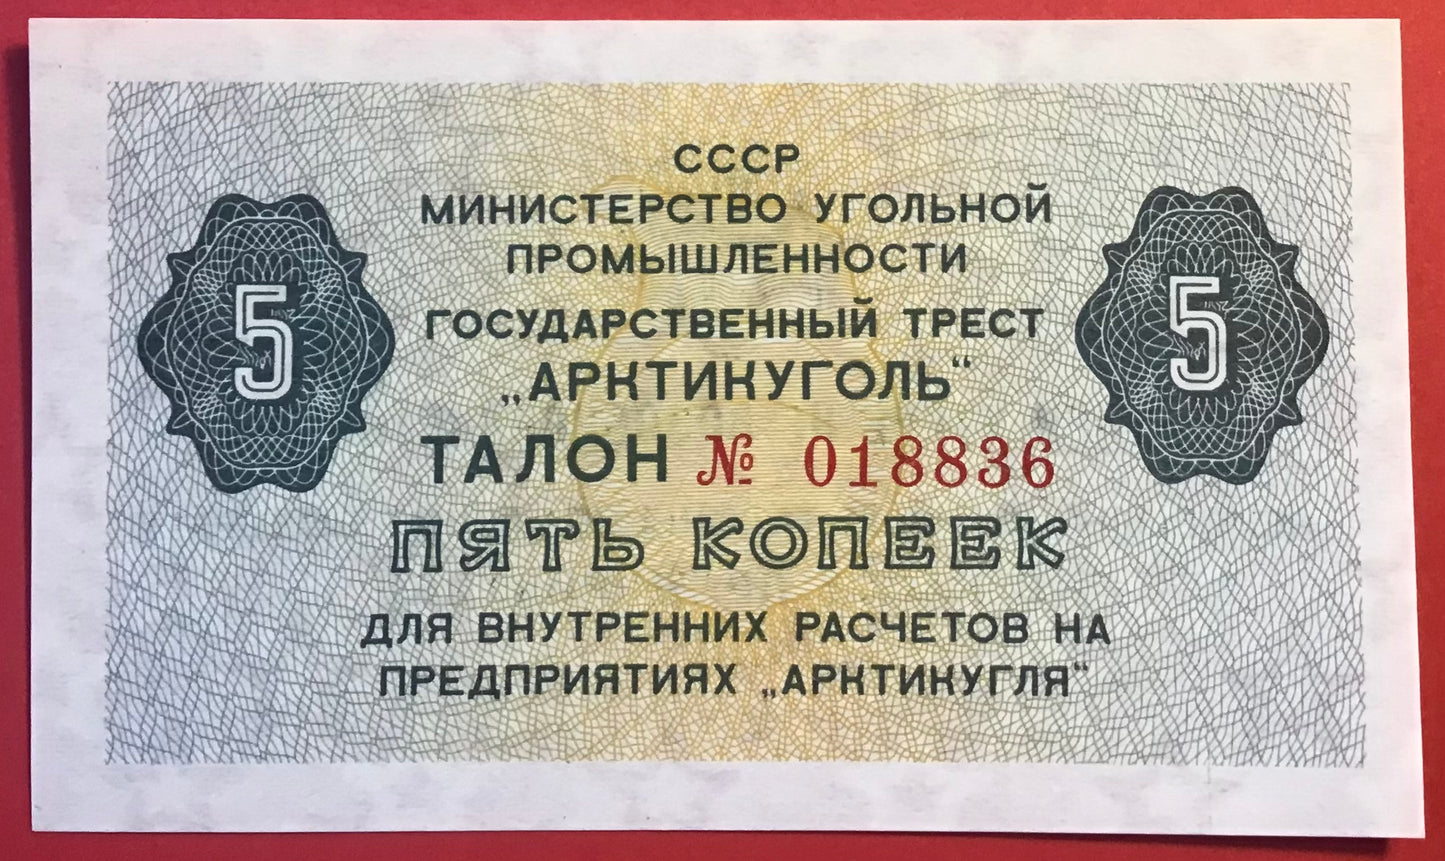 СССР
МИНИСТЕРСТВО УГОЛЬНОЙ
ПРОМЫШЛЕННОСТИ
ГОСУДАРСТВЕННЫЙ ТРЕСТ
5 „АРКТИКУГОЛЬ“ 5
ТАЛОН № 018836
ПЯТЬ КОПЕЕК
ДЛЯ ВНУТРЕННИХ РАСЧЕТОВ НА
ПРЕДПРИЯТИЯХ „АРКТИКУГЛЯ“